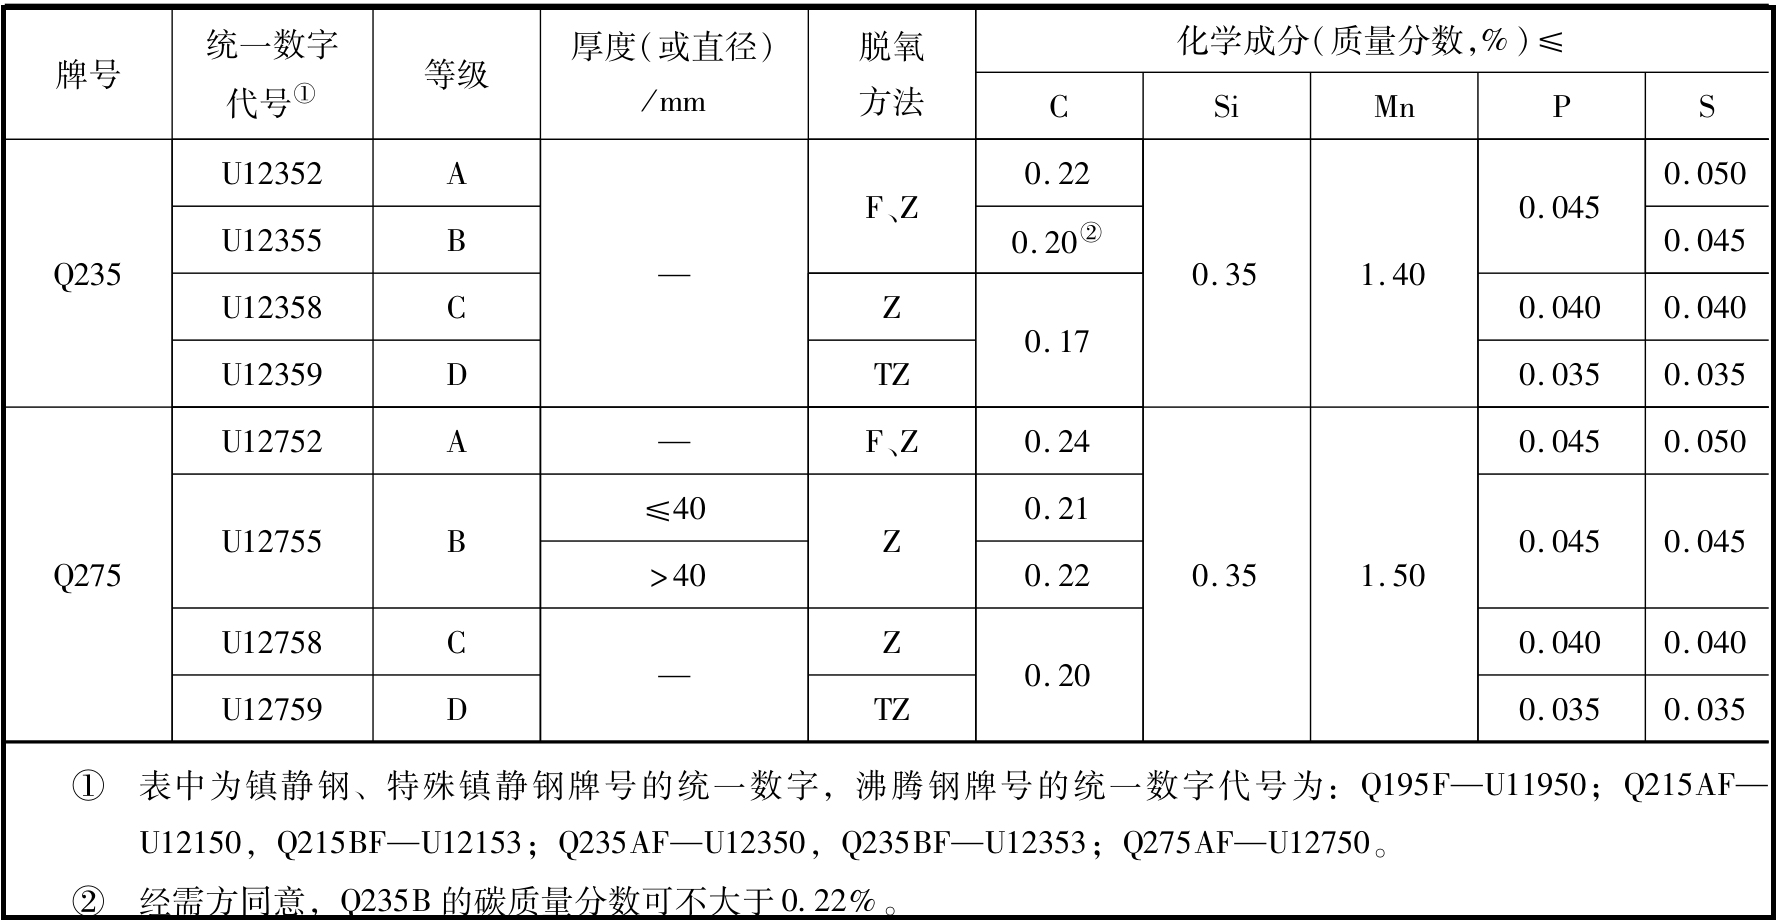 牌号 统一数字代号① 等级 厚度(或直径)/mm 脱氧方法 化学成分(质量分数,%)≤
C Si Mn P S
Q235 U12352 A — F、Z 0.22 0.35 1.40 0.045 0.050
U12355 B 0.20② 0.045
U12358 C Z 0.17 0.040 0.040
U12359 D TZ 0.035 0.035
Q275 U12752 A — F、Z 0.24 0.35 1.50 0.045 0.050
U12755 B ≤40 Z 0.21 0.045 0.045
>40 0.22
U12758 C — Z 0.20 0.040 0.040
U12759 D TZ 0.035 0.035
① 表中为镇静钢、特殊镇静钢牌号的统一数字，沸腾钢牌号的统一数字代号为：Q195F—U11950；Q215AF—
U12150，Q215BF—U12153；Q235AF—U12350，Q235BF—U12353；Q275AF—U12750。
② 经需方同意，Q235B 的碳质量分数可不大于0.22%。